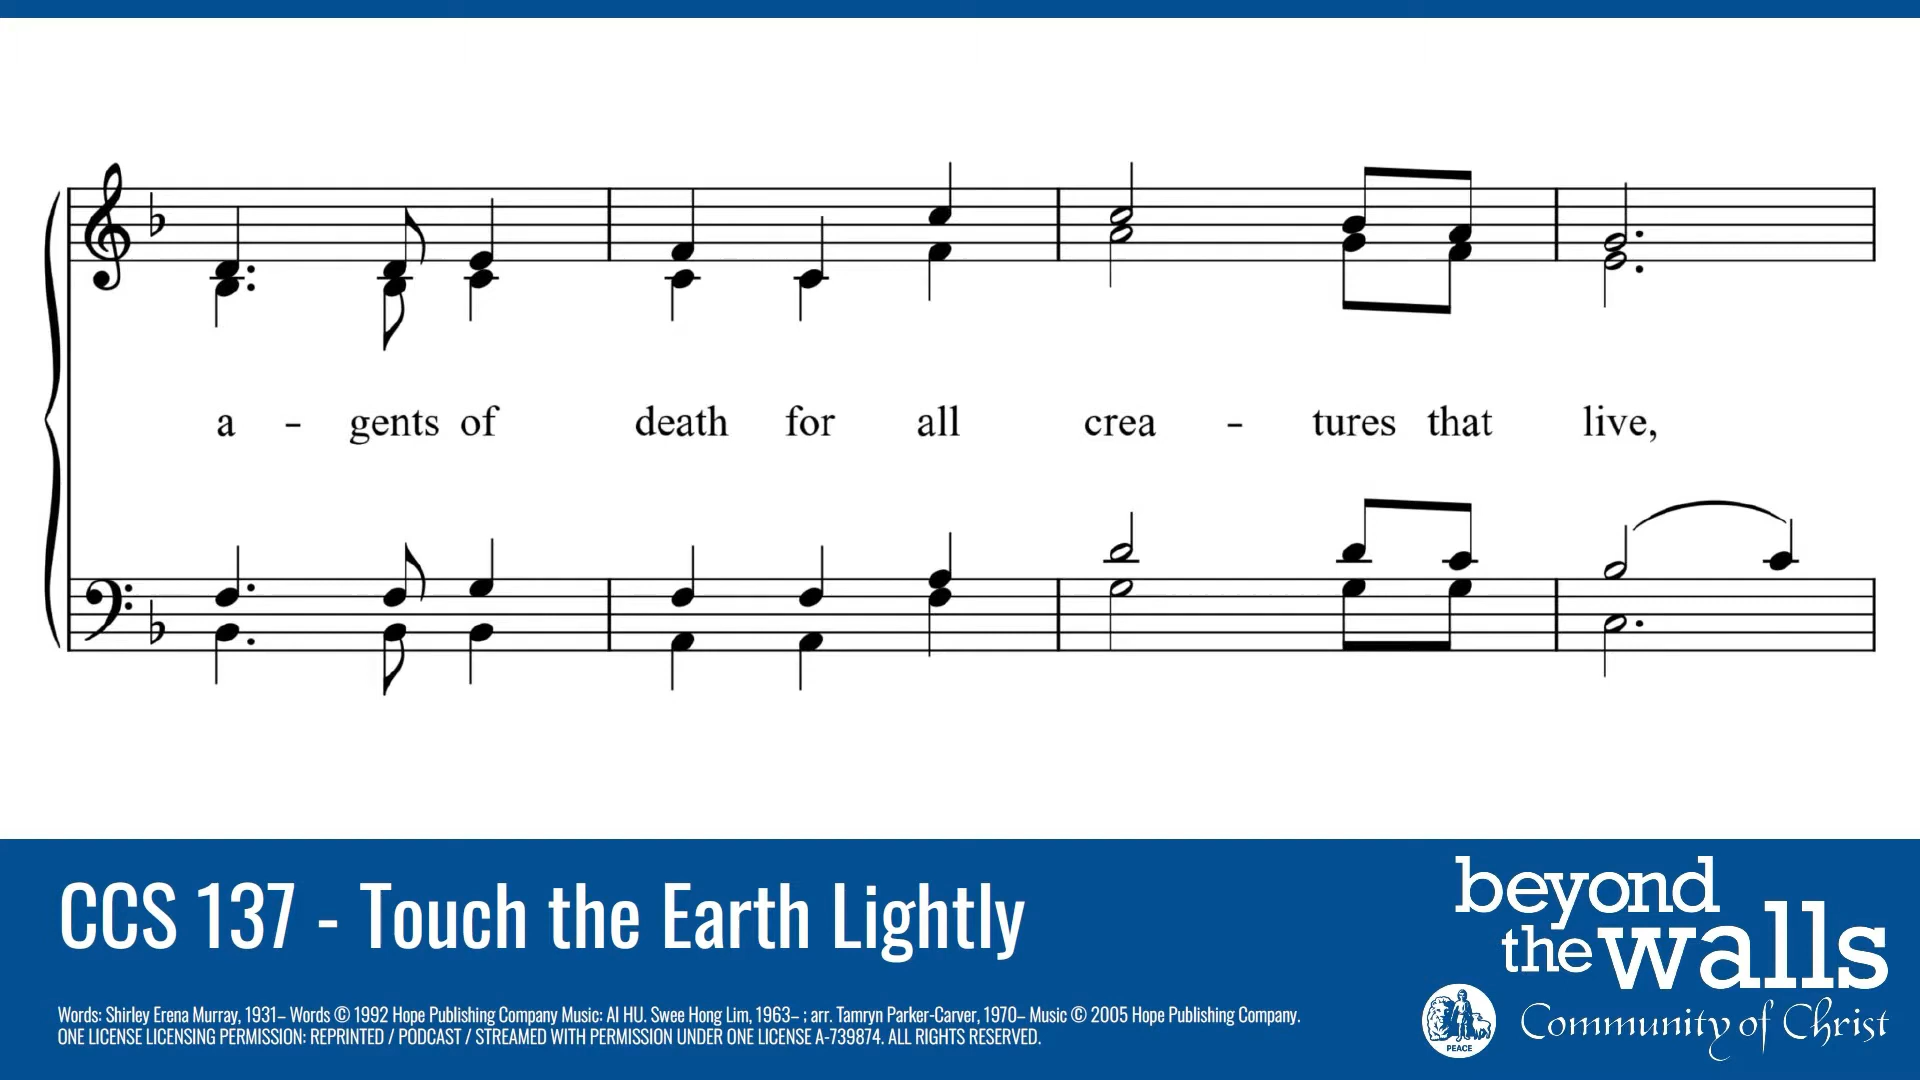 a - gents of death for all crea - tures that live,
CCS 137 - Touch the Earth Lightly
Words: Shirley Erena Murray, 1931– Words © 1992 Hope Publishing Company Music: AI HU. Swee Hong Lim, 1963– ; arr. Tamryn Parker-Carver, 1970– Music © 2005 Hope Publishing Company.
ONE LICENSE LICENSING PERMISSION: REPRINTED / PODCAST / STREAMED WITH PERMISSION UNDER ONE LICENSE A-739874. ALL RIGHTS RESERVED.
beyond
the walls
PEACE
Community of Christ